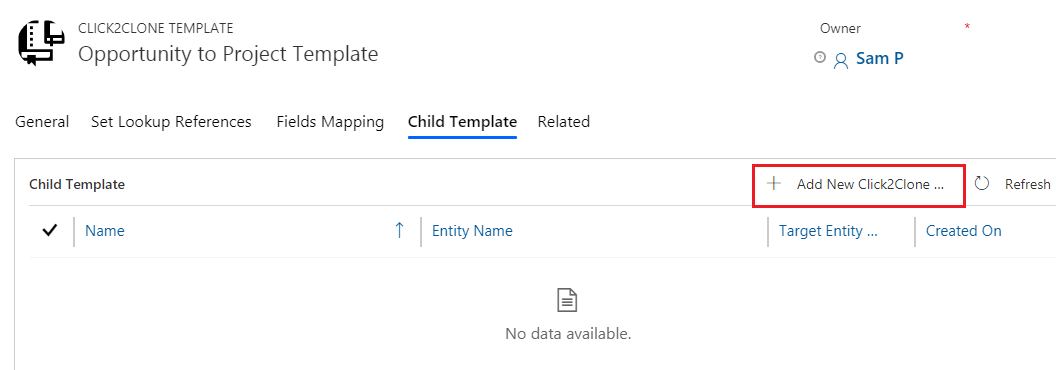 CLICK2CLONE TEMPLATE
Opportunity to Project Template
Owner *
Sam P
General Set Lookup References Fields Mapping Child Template Related
Child Template + Add New Click2Clone ... Refresh
Name ↑ Entity Name Target Entity ... Created On
No data available.